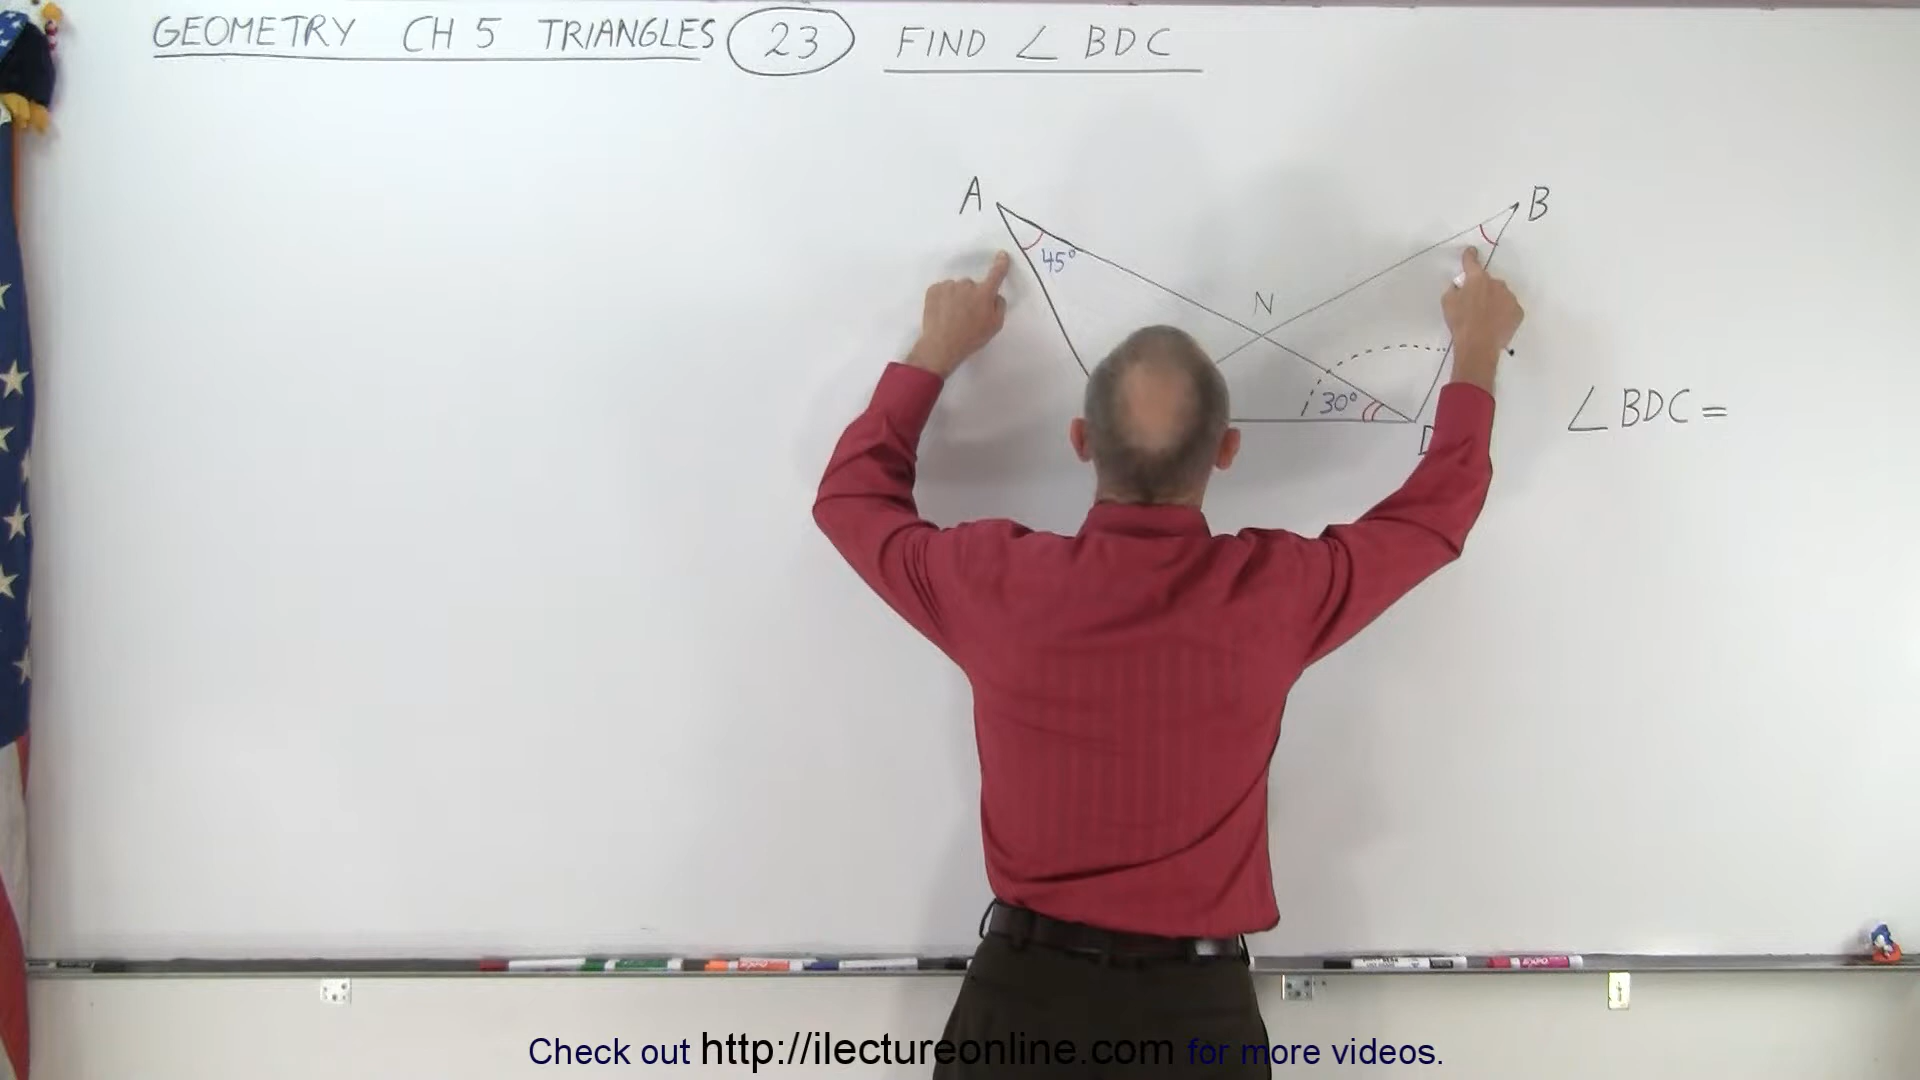 GEOMETRY CH 5 TRIANGLES 23 FIND ∠ BDC
A
B
45°
N
30°
∠ BDC =
D
Check out http://ilectureonline.com for more videos.